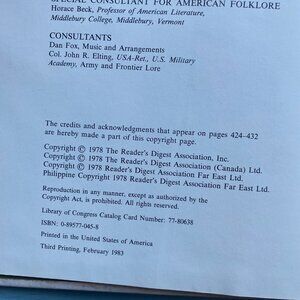 SPECIAL CONSULTANT FOR AMERICAN FOLKLORE
Horace Beck, Professor of American Literature,
Middlebury College, Middlebury, Vermont
CONSULTANTS
Dan Fox, Music and Arrangements
Col. John R. Elting, USA-Ret., U.S. Military
Academy, Army and Frontier Lore
The credits and acknowledgments that appear on pages 424–432
are hereby made a part of this copyright page.
Copyright © 1978 The Reader's Digest Association, Inc.
Copyright © 1978 The Reader's Digest Association (Canada) Ltd.
Copyright © 1978 Reader's Digest Association Far East Ltd.
Philippine Copyright 1978 Reader's Digest Association Far East Ltd.
Reproduction in any manner, except as authorized by the
Copyright Act, is prohibited. All rights reserved.
Library of Congress Catalog Card Number: 77-80638
ISBN: 0-89577-045-8
Printed in the United States of America
Third Printing, February 1983